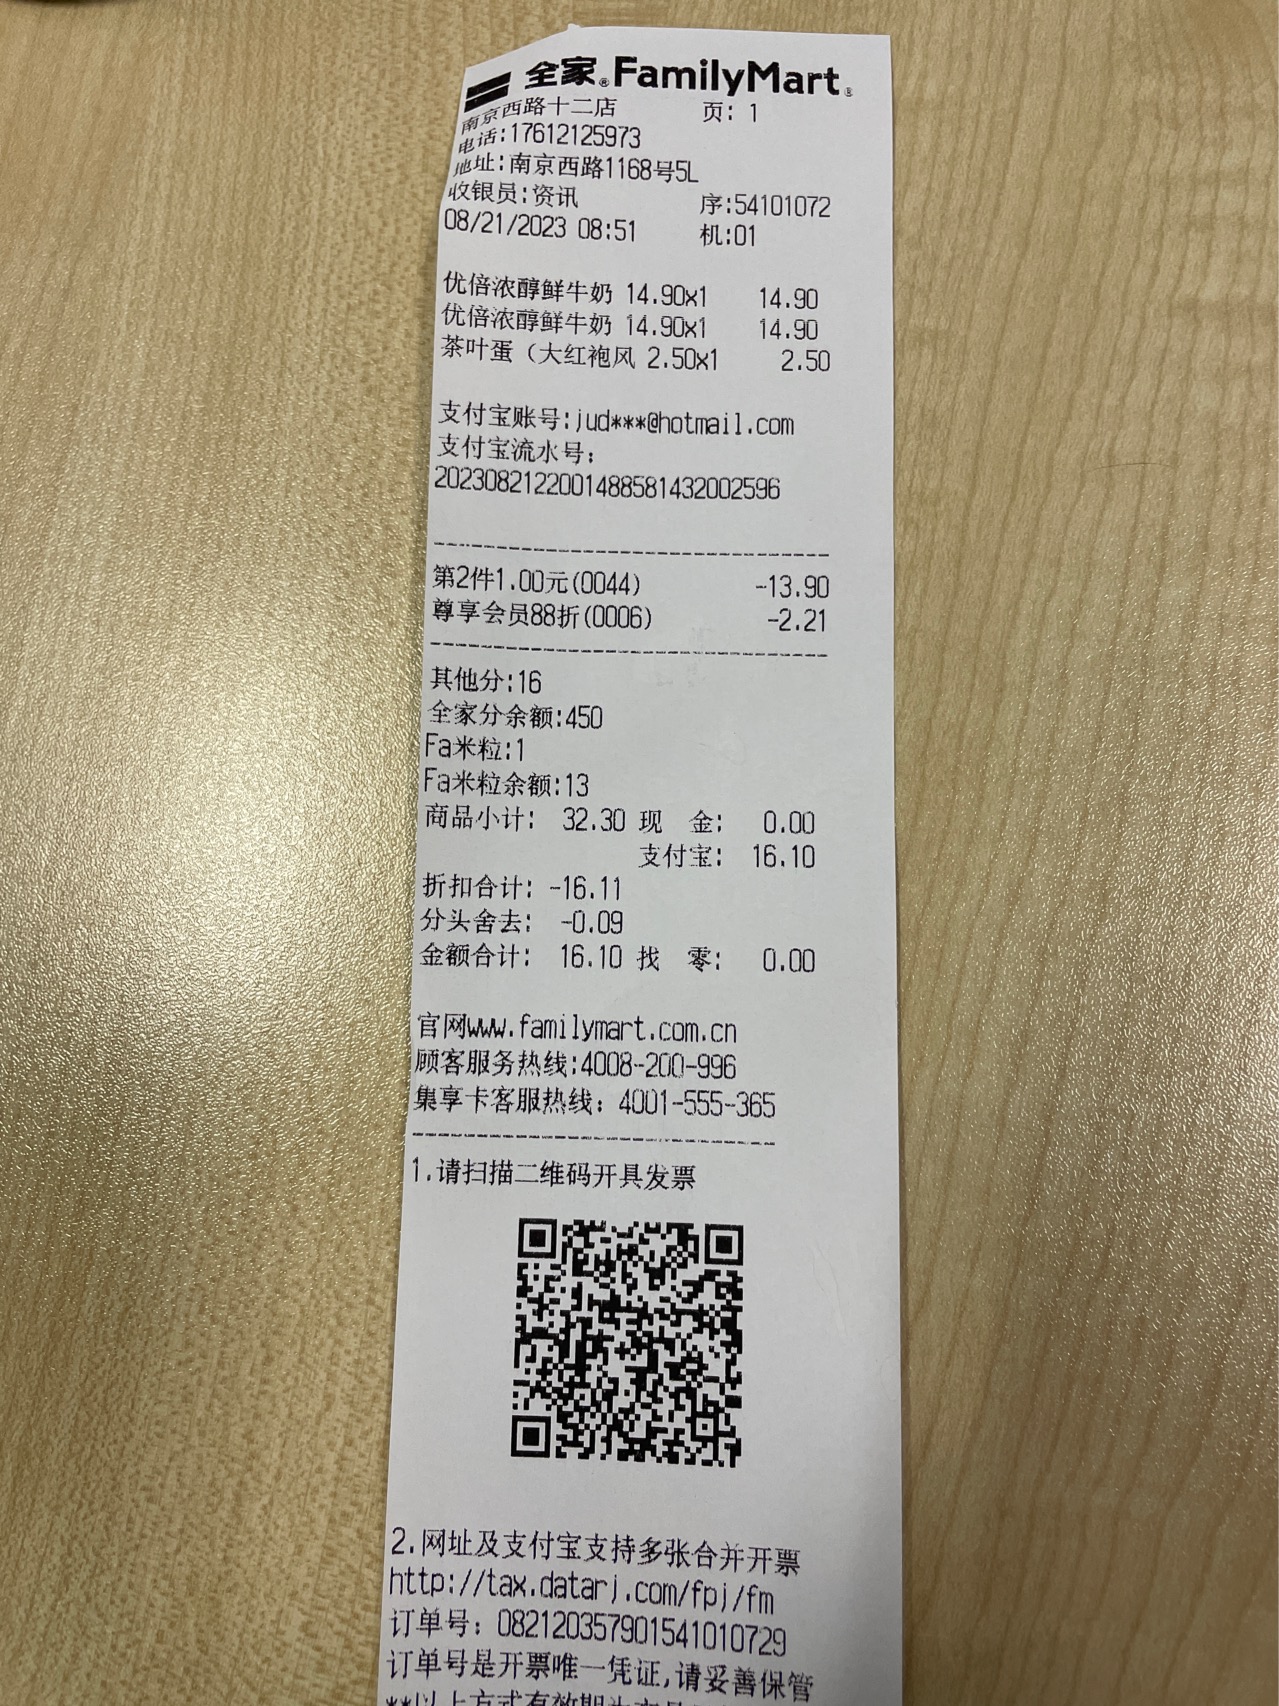 全家®FamilyMart®
南京西路十二店 页: 1
电话:17612125973
地址:南京西路1168号5L
收银员:资讯 序:54101072
08/21/2023 08:51 机:01
优倍浓醇鲜牛奶 14.90x1 14.90
优倍浓醇鲜牛奶 14.90x1 14.90
茶叶蛋（大红袍风 2.50x1 2.50
支付宝账号:jud***@hotmail.com
支付宝流水号:
2023082122001488581432002596
第2件1.00元(0044) -13.90
尊享会员88折(0006) -2.21
其他分:16
全家分余额:450
Fa米粒:1
Fa米粒余额:13
商品小计: 32.30 现 金: 0.00
支付宝: 16.10
折扣合计: -16.11
分头舍去: -0.09
金额合计: 16.10 找 零: 0.00
官网www.familymart.com.cn
顾客服务热线:4008-200-996
集享卡客服热线: 4001-555-365
1.请扫描二维码开具发票
2.网址及支付宝支持多张合并开票
http://tax.datarj.com/fpj/fm
订单号: 0821203579015410107​29
订单号是开票唯一凭证,请妥善保管
**以上方式有效期为